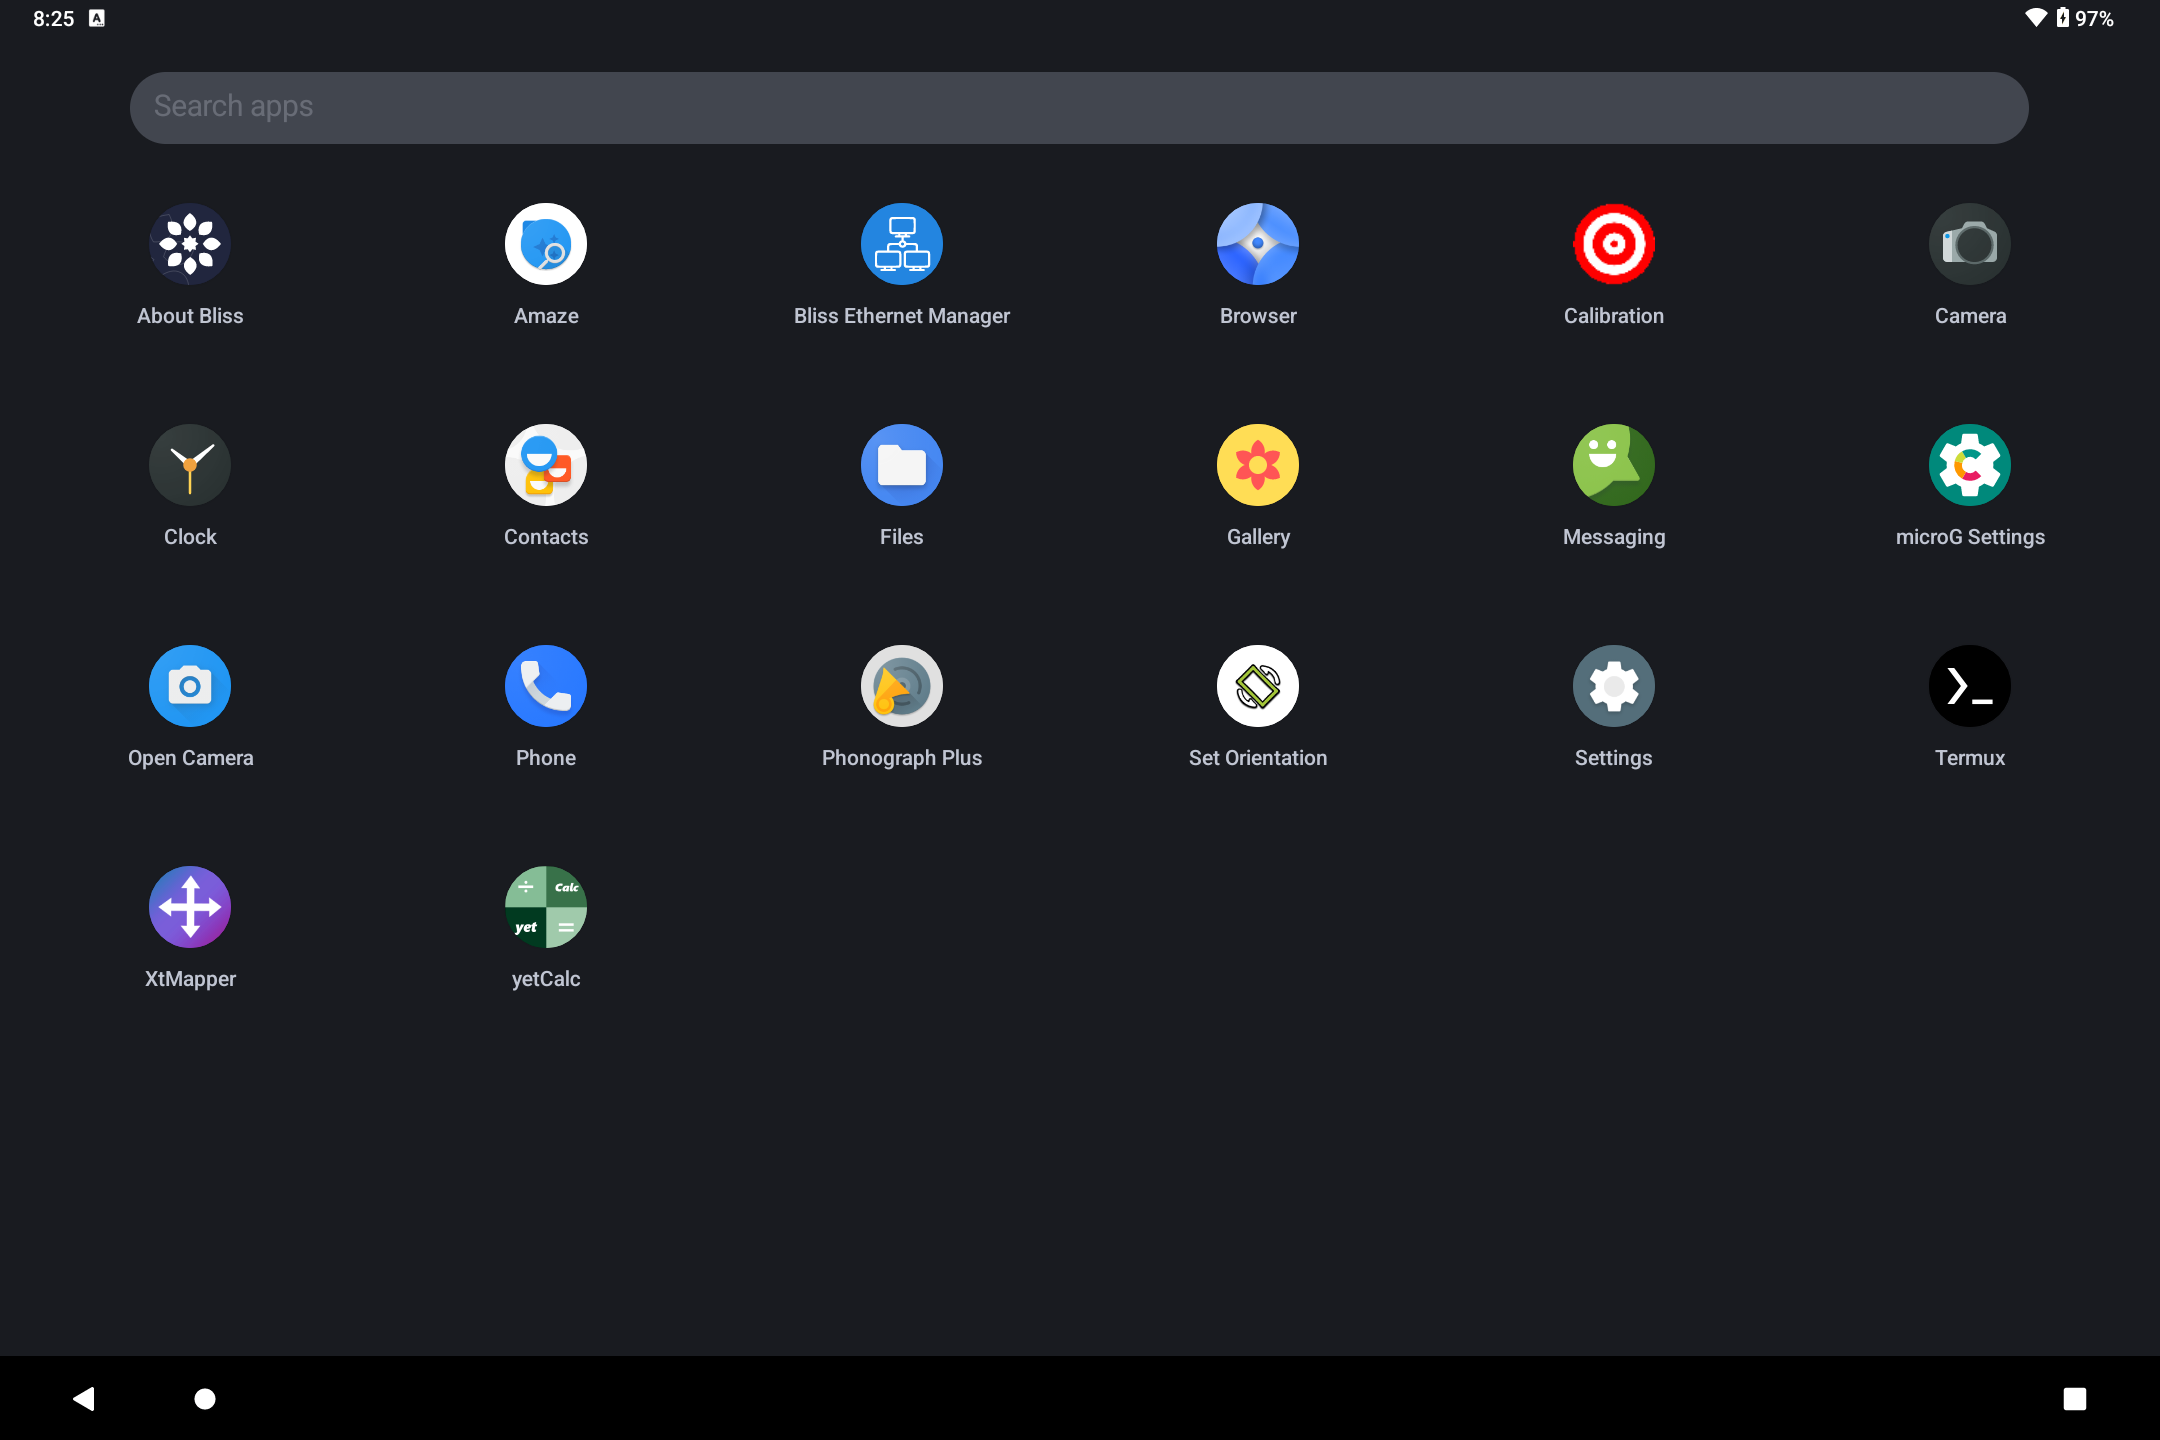 8:25
97%
Search apps
About Bliss
Amaze
Bliss Ethernet Manager
Browser
Calibration
Camera
Clock
Contacts
Files
Gallery
Messaging
microG Settings
Open Camera
Phone
Phonograph Plus
Set Orientation
Settings
Termux
XtMapper
Calc
yet
yetCalc